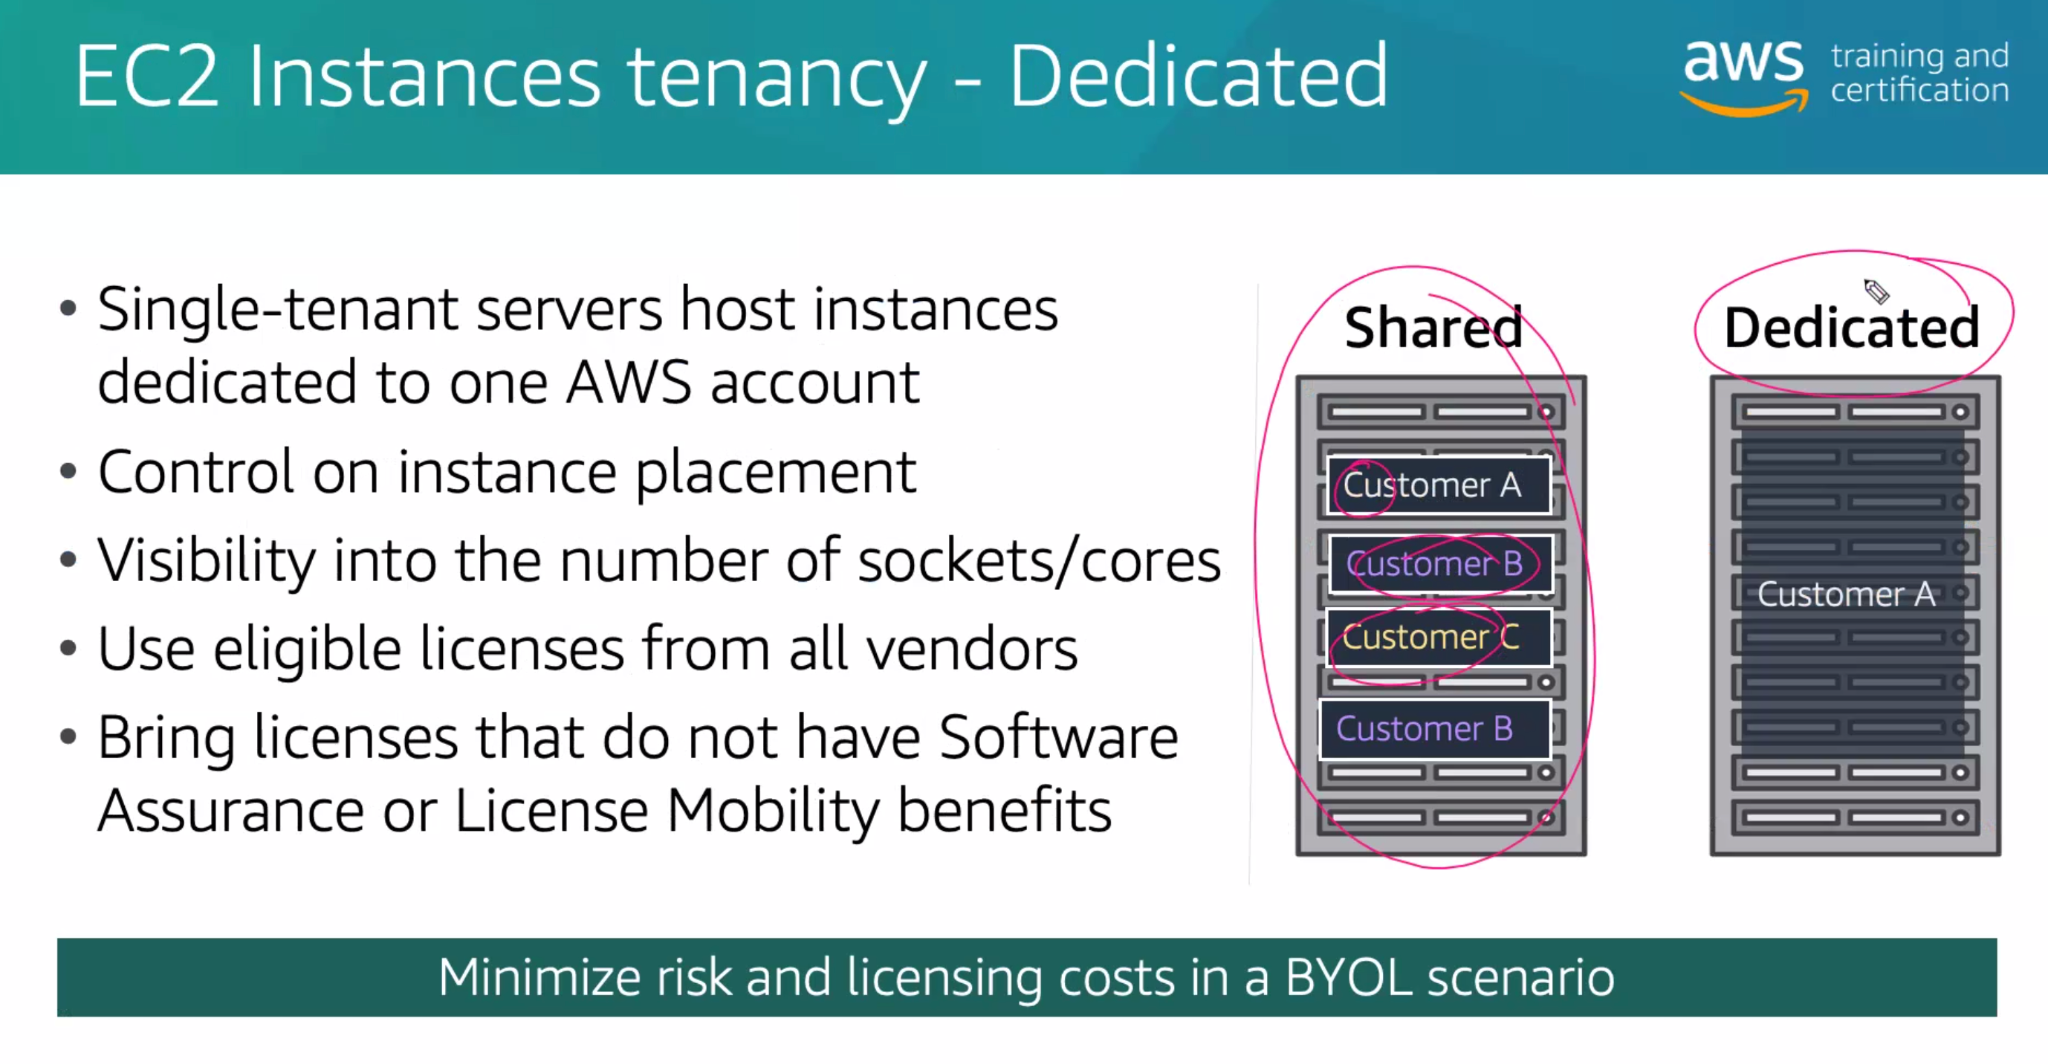 EC2 Instances tenancy - Dedicated
aws training and
certification
• Single-tenant servers host instances
dedicated to one AWS account
• Control on instance placement
• Visibility into the number of sockets/cores
• Use eligible licenses from all vendors
• Bring licenses that do not have Software
Assurance or License Mobility benefits
Shared
Customer A
Customer B
Customer C
Customer B
Dedicated
Customer A
Minimize risk and licensing costs in a BYOL scenario